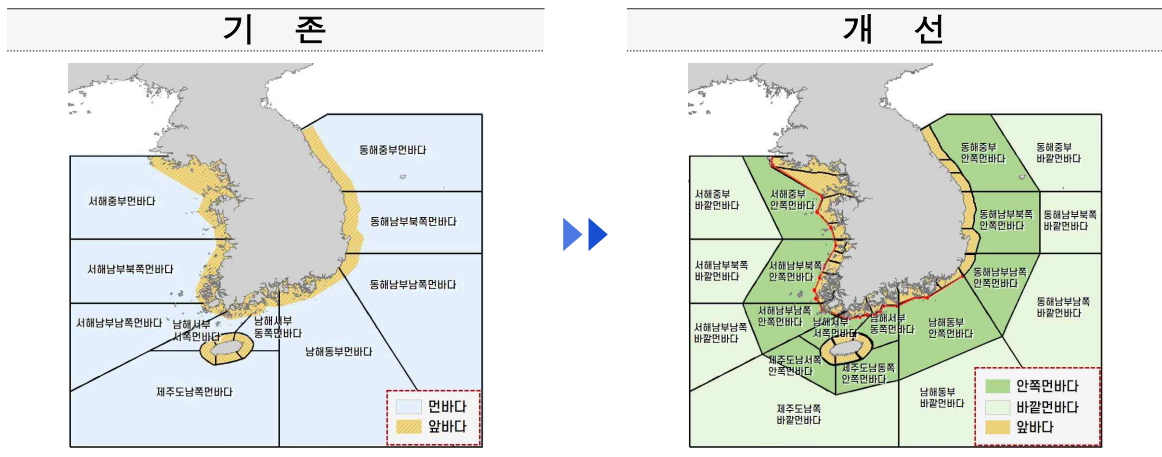 기 존
동해중부먼바다
서해중부먼바다
동해남부북쪽먼바다
서해남부북쪽먼바다
동해남부남쪽먼바다
서해남부남쪽먼바다
남해서부
서쪽먼바다
남해서부
동쪽먼바다
남해동부먼바다
제주도남쪽먼바다
먼바다
앞바다
개 선
동해중부
안쪽먼바다
동해중부
바깥먼바다
서해중부
바깥먼바다
서해중부
안쪽먼바다
동해남부북쪽
안쪽먼바다
동해남부북쪽
바깥먼바다
서해남부북쪽
바깥먼바다
서해남부북쪽
안쪽먼바다
동해남부남쪽
안쪽먼바다
동해남부남쪽
바깥먼바다
서해남부남쪽
바깥먼바다
서해남부남쪽
안쪽먼바다
남해서부
서쪽먼바다
남해서부
동쪽먼바다
남해동부
안쪽먼바다
제주도남서쪽
안쪽먼바다
제주도남동쪽
안쪽먼바다
남해동부
바깥먼바다
제주도남쪽
바깥먼바다
안쪽먼바다
바깥먼바다
앞바다